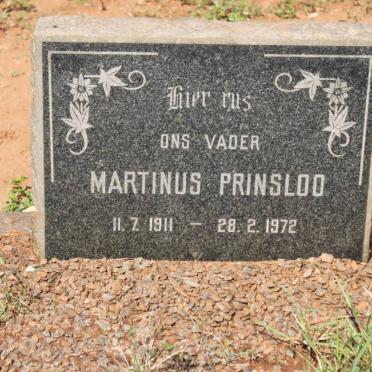 Hier rus
ONS VADER
MARTINUS PRINSLOO
11. 7. 1911 – 28. 2. 1972